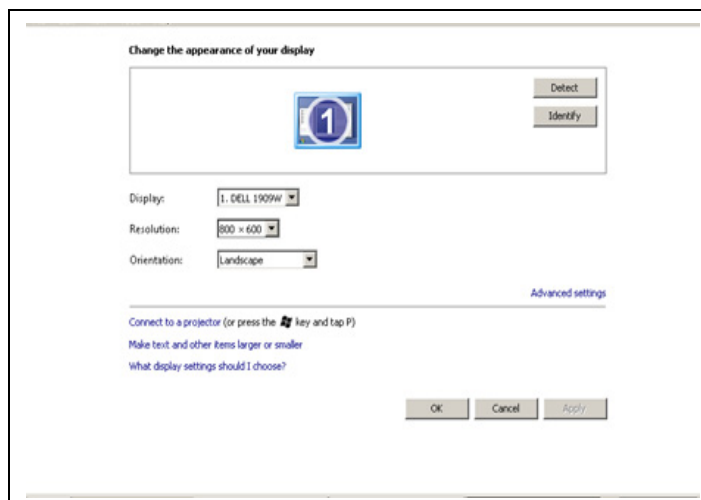 Change the appearance of your display
1
Detect
Identify
Display:
1. DELL 1909W
Resolution:
800 × 600
Orientation:
Landscape
Advanced settings
Connect to a projector (or press the key and tap P)
Make text and other items larger or smaller
What display settings should I choose?
OK
Cancel
Apply